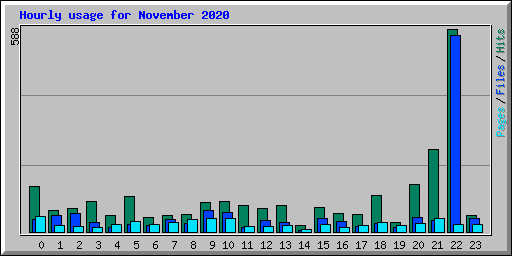 Hourly usage for November 2020
588
Pages/Files/Hits
0 1 2 3 4 5 6 7 8 9 10 11 12 13 14 15 16 17 18 19 20 21 22 23